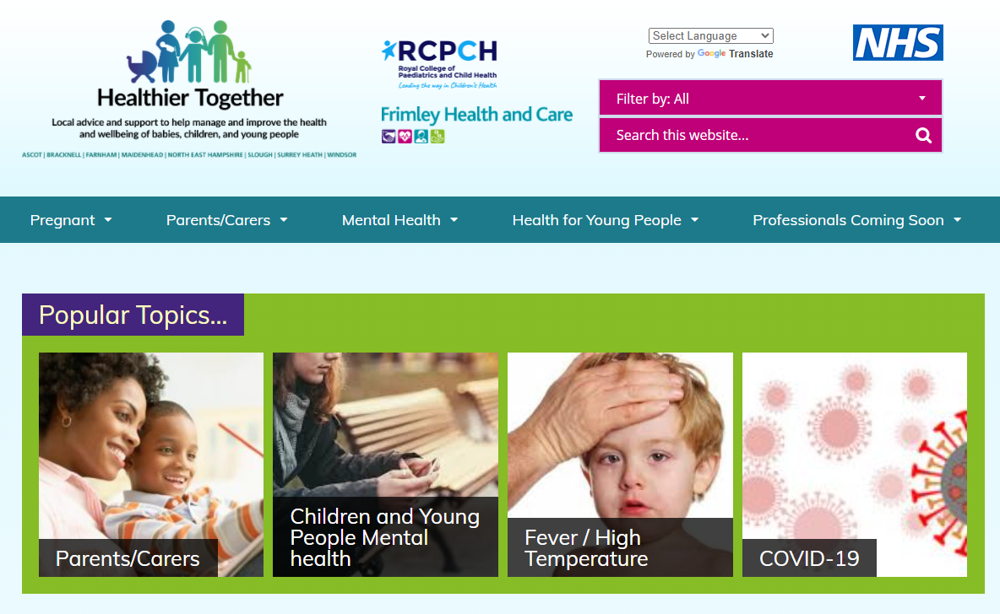 Healthier Together
Local advice and support to help manage and improve the health
and wellbeing of babies, children, and young people
ASCOT | BRACKNELL | FARNHAM | MAIDENHEAD | NORTH EAST HAMPSHIRE | SLOUGH | SURREY HEATH | WINDSOR
RCPCH
Royal College of
Paediatrics and Child Health
Leading the way in Children's Health
Frimley Health and Care
Select Language
Powered by Google Translate
NHS
Filter by: All
Search this website...
Pregnant
Parents/Carers
Mental Health
Health for Young People
Professionals Coming Soon
Popular Topics...
Parents/Carers
Children and Young
People Mental
health
Fever / High
Temperature
COVID-19